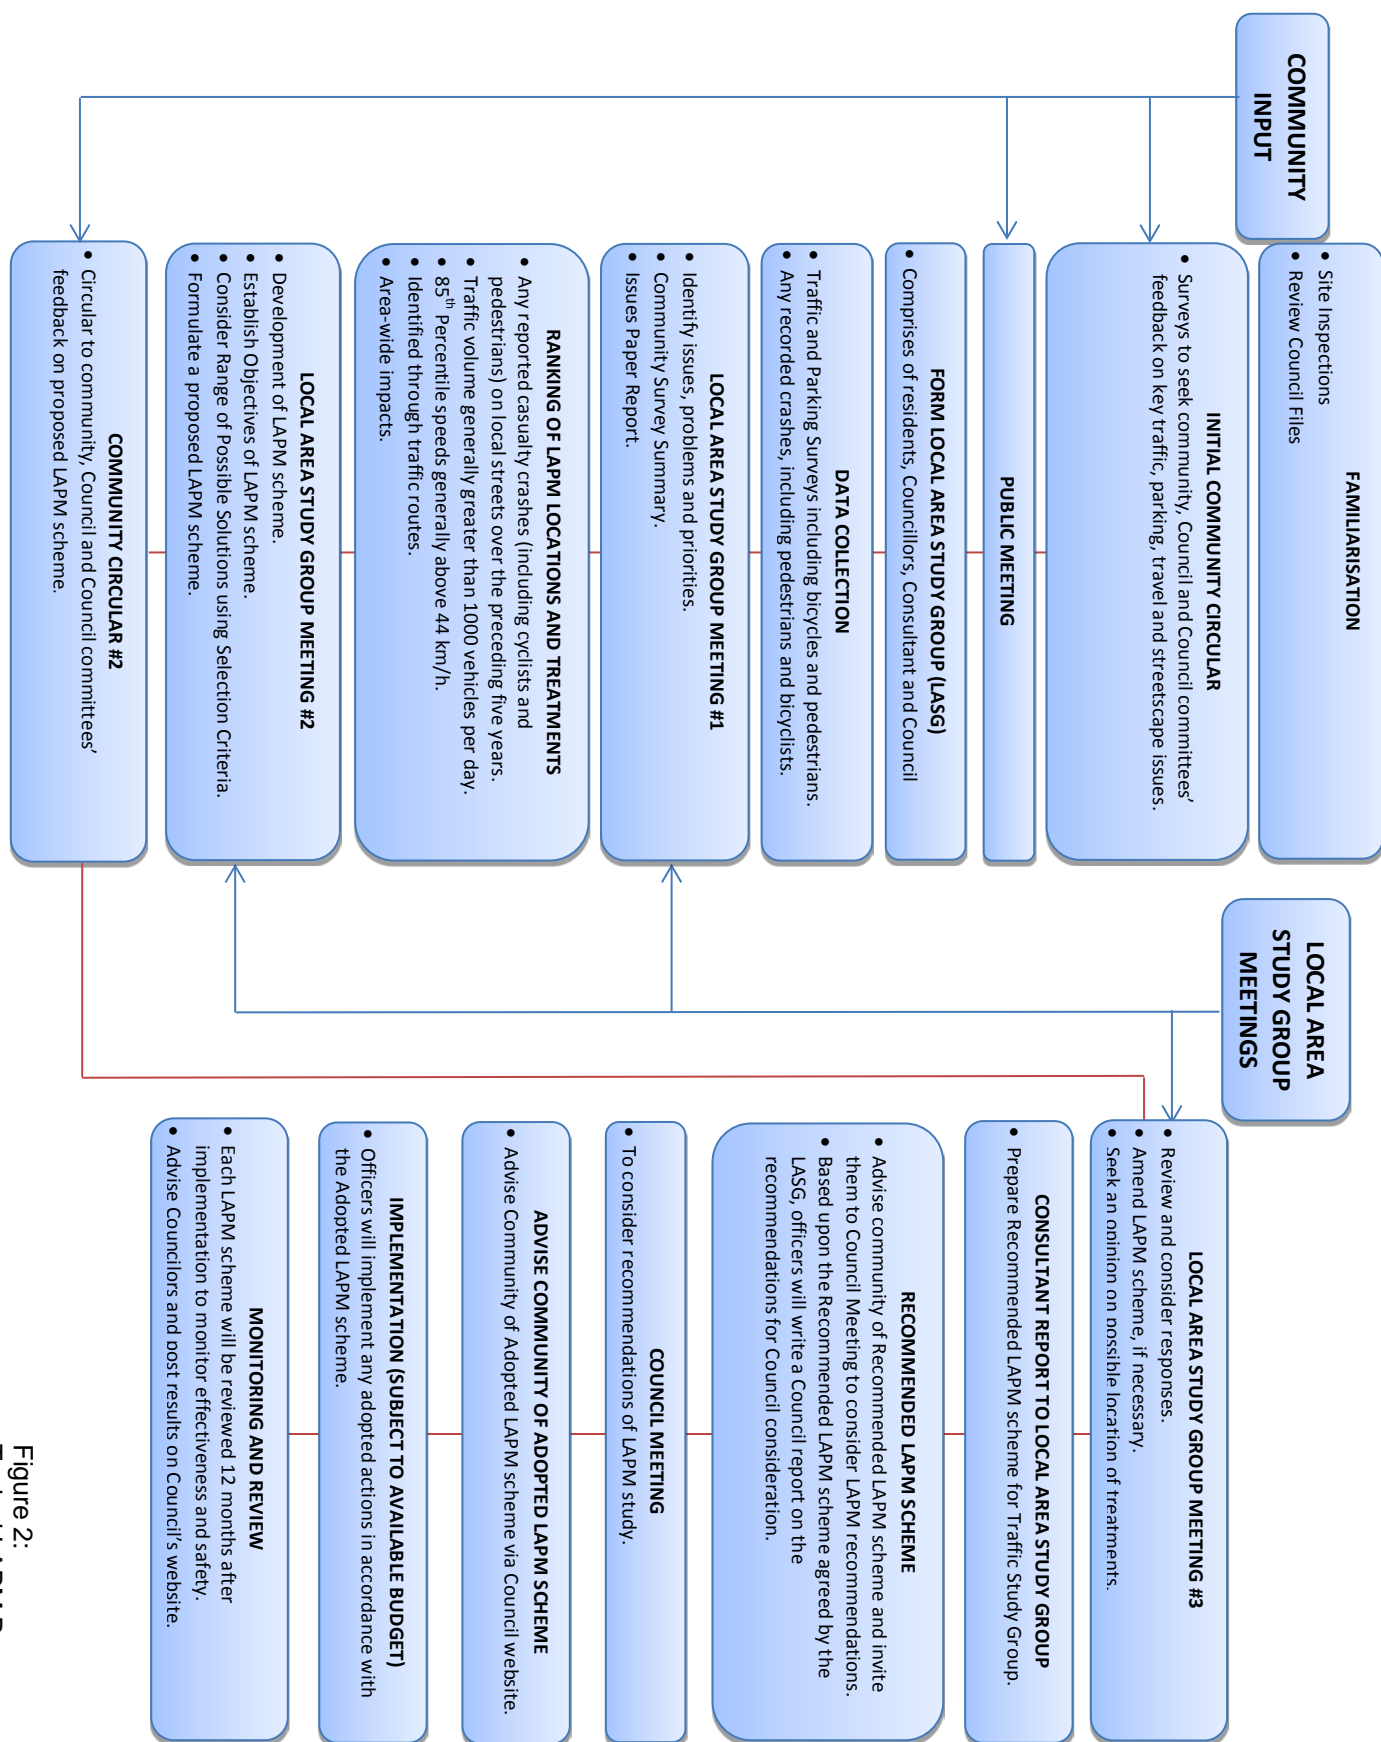 COMMUNITY
INPUT
FAMILIARISATION
• Site Inspections
• Review Council Files
INITIAL COMMUNITY CIRCULAR
• Surveys to seek community, Council and Council committees’
feedback on key traffic, parking, travel and streetscape issues.
PUBLIC MEETING
FORM LOCAL AREA STUDY GROUP (LASG)
• Comprises of residents, Councillors, Consultant and Council
DATA COLLECTION
• Traffic and Parking Surveys including bicycles and pedestrians.
• Any recorded crashes, including pedestrians and bicyclists.
LOCAL AREA STUDY GROUP MEETING #1
• Identify issues, problems and priorities.
• Community Survey Summary.
• Issues Paper Report.
RANKING OF LAPM LOCATIONS AND TREATMENTS
• Any reported casualty crashes (including cyclists and
pedestrians) on local streets over the preceding five years.
• Traffic volume generally greater than 1000 vehicles per day.
• 85th Percentile speeds generally above 44 km/h.
• Identified through traffic routes.
• Area-wide impacts.
LOCAL AREA STUDY GROUP MEETING #2
• Development of LAPM scheme.
• Establish Objectives of LAPM scheme.
• Consider Range of Possible Solutions using Selection Criteria.
• Formulate a proposed LAPM scheme.
COMMUNITY CIRCULAR #2
• Circular to community, Council and Council committees’
feedback on proposed LAPM scheme.
LOCAL AREA
STUDY GROUP
MEETINGS
LOCAL AREA STUDY GROUP MEETING #3
• Review and consider responses.
• Amend LAPM scheme, if necessary.
• Seek an opinion on possible location of treatments.
CONSULTANT REPORT TO LOCAL AREA STUDY GROUP
• Prepare Recommended LAPM scheme for Traffic Study Group.
RECOMMENDED LAPM SCHEME
• Advise community of Recommended LAPM scheme and invite
them to Council Meeting to consider LAPM recommendations.
• Based upon the Recommended LAPM scheme agreed by the
LASG, officers will write a Council report on the
recommendations for Council consideration.
COUNCIL MEETING
• To consider recommendations of LAPM study.
ADVISE COMMUNITY OF ADOPTED LAPM SCHEME
• Advise Community of Adopted LAPM scheme via Council website.
IMPLEMENTATION (SUBJECT TO AVAILABLE BUDGET)
• Officers will implement any adopted actions in accordance with
the Adopted LAPM scheme.
MONITORING AND REVIEW
• Each LAPM scheme will be reviewed 12 months after
implementation to monitor effectiveness and safety.
• Advise Councilors and post results on Council’s website.
Figure 2: